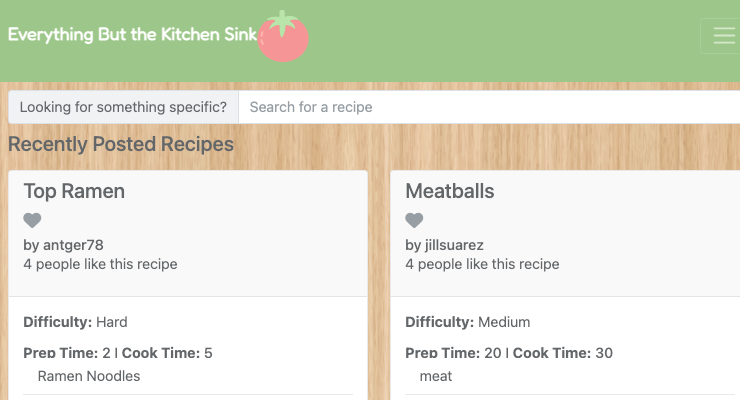 Everything But the Kitchen Sink
Looking for something specific? Search for a recipe
Recently Posted Recipes
Top Ramen
by antger78
4 people like this recipe
Difficulty: Hard
Prep Time: 2 | Cook Time: 5
Ramen Noodles
Meatballs
by jillsuarez
4 people like this recipe
Difficulty: Medium
Prep Time: 20 | Cook Time: 30
meat